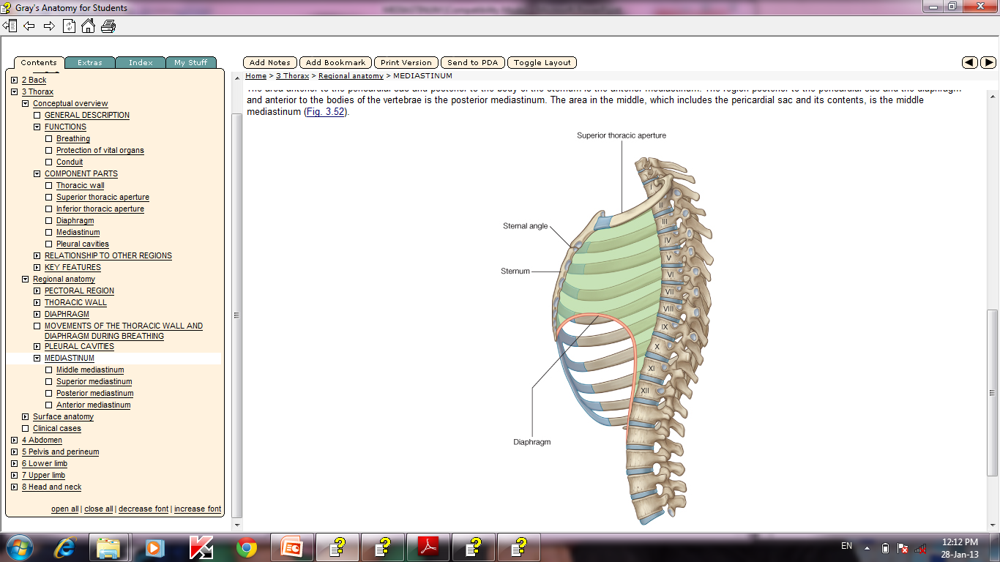 Gray's Anatomy for Students
Contents
Extras
Index
My Stuff
2 Back
3 Thorax
Conceptual overview
GENERAL DESCRIPTION
FUNCTIONS
Breathing
Protection of vital organs
Conduit
COMPONENT PARTS
Thoracic wall
Superior thoracic aperture
Inferior thoracic aperture
Diaphragm
Mediastinum
Pleural cavities
RELATIONSHIP TO OTHER REGIONS
KEY FEATURES
Regional anatomy
PECTORAL REGION
THORACIC WALL
DIAPHRAGM
MOVEMENTS OF THE THORACIC WALL AND
DIAPHRAGM DURING BREATHING
PLEURAL CAVITIES
MEDIASTINUM
Middle mediastinum
Superior mediastinum
Posterior mediastinum
Anterior mediastinum
Surface anatomy
Clinical cases
4 Abdomen
5 Pelvis and perineum
6 Lower limb
7 Upper limb
8 Head and neck
open all | close all | decrease font | increase font
Add Notes
Add Bookmark
Print Version
Send to PDA
Toggle Layout
Home > 3 Thorax > Regional anatomy > MEDIASTINUM
The area anterior to the pericardial sac and posterior to the body of the sternum is the anterior mediastinum. The region posterior to the pericardial sac and the diaphragm
and anterior to the bodies of the vertebrae is the posterior mediastinum. The area in the middle, which includes the pericardial sac and its contents, is the middle
mediastinum (Fig. 3.52).
Superior thoracic aperture
Sternal angle
Sternum
Diaphragm
I
II
III
IV
V
VI
VII
VIII
IX
X
XI
XII
EN
12:12 PM
28-Jan-13